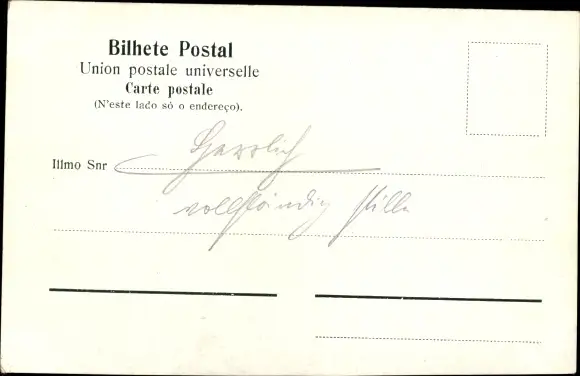 Bilhete Postal
Union postale universelle
Carte postale
(N'este lado só o endereço).
Illmo Snr
vollständig stille